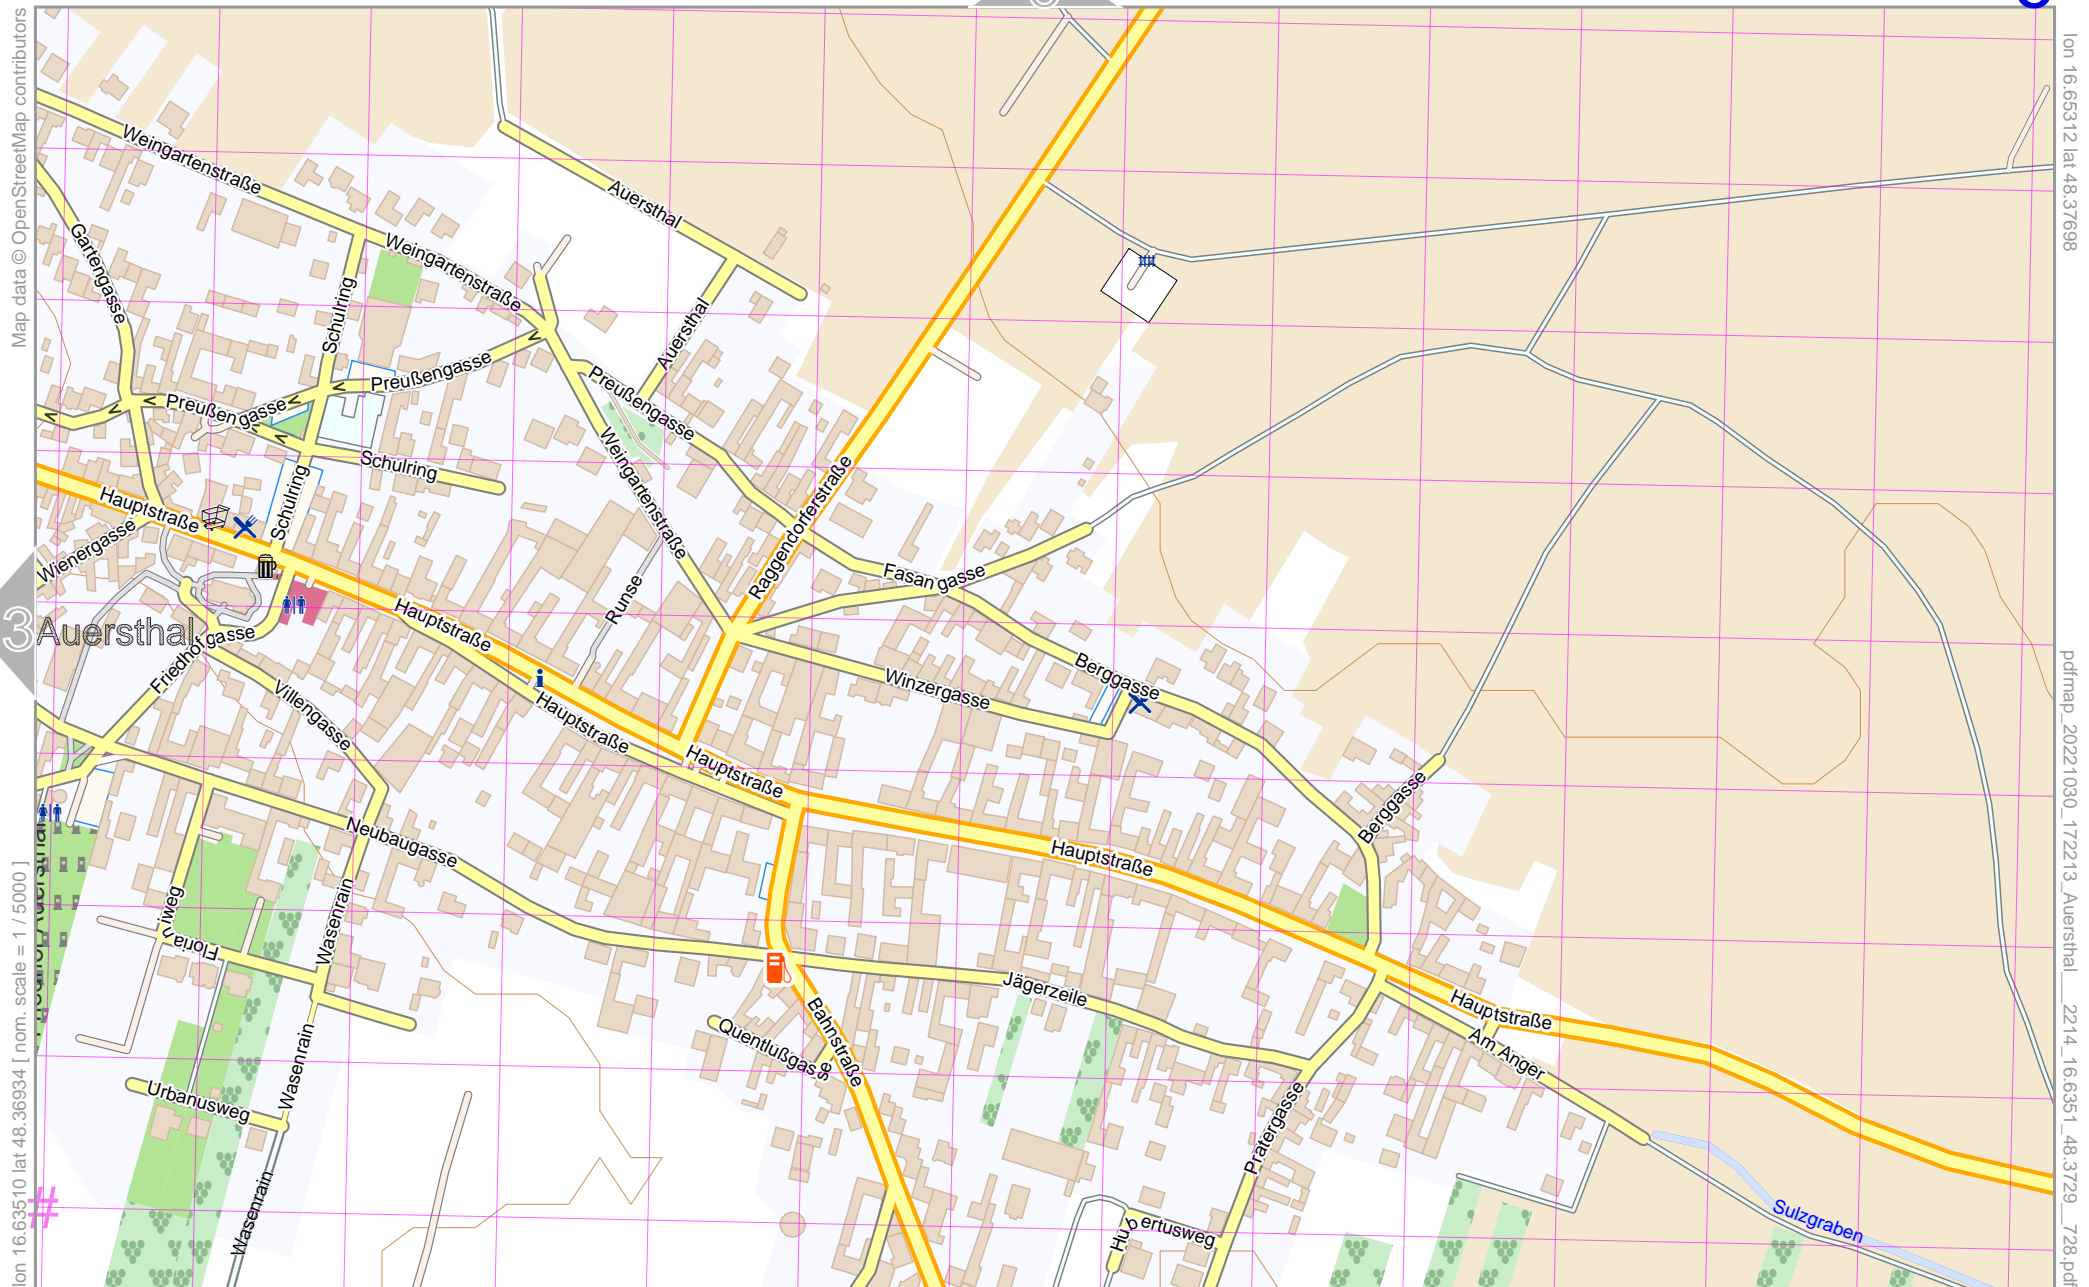 Map data © OpenStreetMap contributors
lon 16.65312 lat 48.37698
Weingartenstraße
Auersthal
Gartengasse
Weingartenstraße
Schulring
Auersthal
Preußengasse
Preußengasse
Preußengasse
Weingartenstraße
Schulring
Schulring
Hauptstraße
Wienergasse
Raggendorferstraße
Fasangasse
Runse
Hauptstraße
3
Auersthal
Friedhofgasse
Villengasse
Hauptstraße
Winzergasse
Berggasse
Hauptstraße
Berggasse
Neubaugasse
Hauptstraße
Wasenrain
Florianiweg
Jägerzeile
Hauptstraße
Am Anger
Bahnstraße
Quentlußgasse
Wasenrain
Urbanusweg
Pratergasse
Wasenrain
Hubertusweg
Sulzgraben
#
lon 16.63510 lat 48.36934 [ nom. scale = 1 / 5000 ]
pdfmap_20221030_172213_Auersthal__2214_16.6351_48.3729_728.pdf